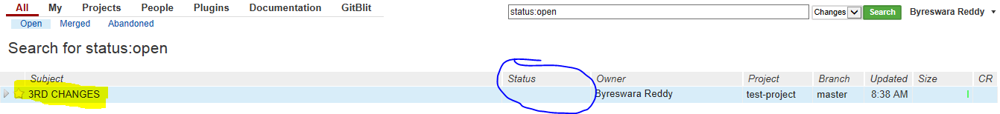 All My Projects People Plugins Documentation GitBlit status:open Changes Search Byreswara Reddy
Open Merged Abandoned
Search for status:open
Subject Status Owner Project Branch Updated Size CR
3RD CHANGES Byreswara Reddy test-project master 8:38 AM